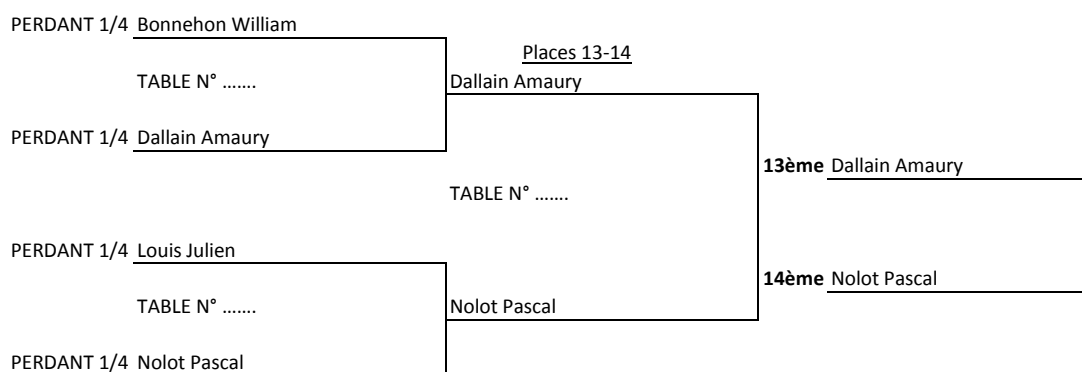 PERDANT 1/4 Bonnehon William
Places 13-14
TABLE N° ....... Dallain Amaury
PERDANT 1/4 Dallain Amaury
13ème Dallain Amaury
TABLE N° .......
PERDANT 1/4 Louis Julien
14ème Nolot Pascal
TABLE N° ....... Nolot Pascal
PERDANT 1/4 Nolot Pascal